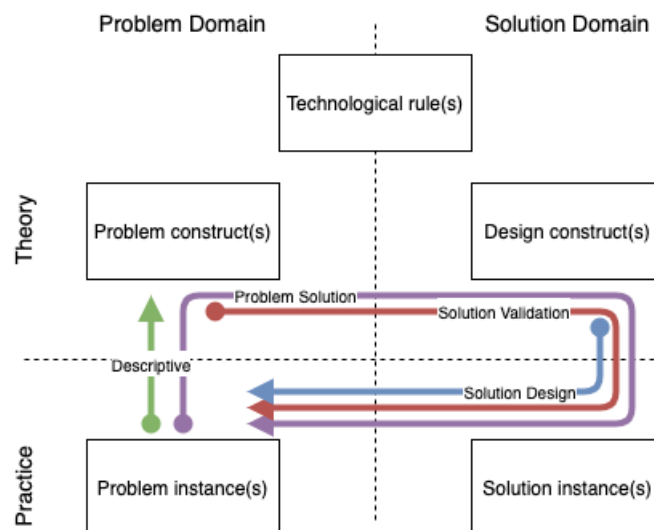 Problem Domain
Solution Domain
Technological rule(s)
Theory
Problem construct(s)
Design construct(s)
Problem Solution
Solution Validation
Descriptive
Solution Design
Practice
Problem instance(s)
Solution instance(s)